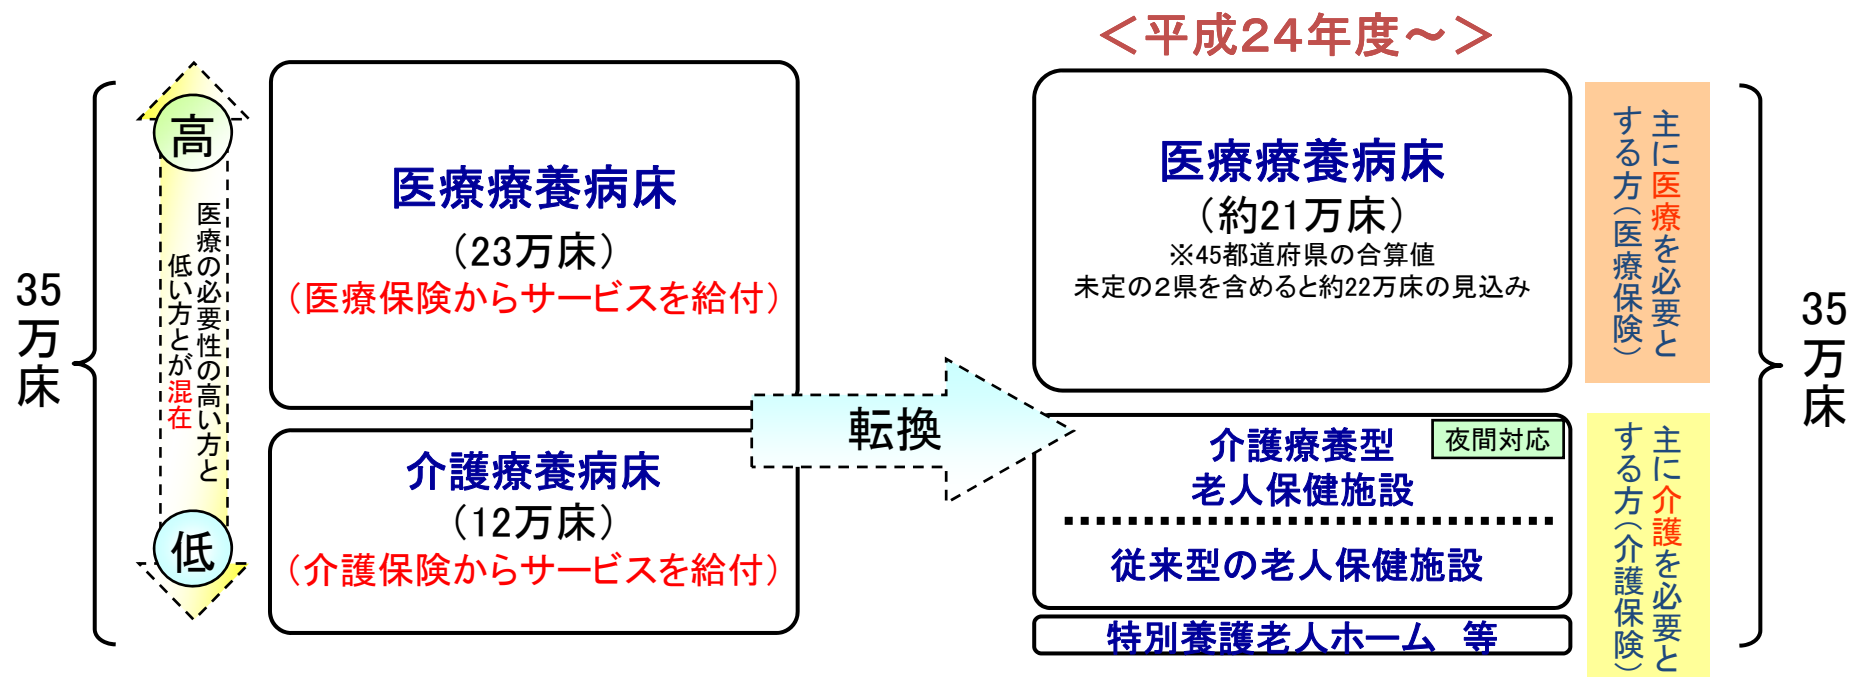 ＜平成24年度～＞
35万床
高
医療の必要性の高い方と
低い方とが混在
低
医療療養病床
（23万床）
（医療保険からサービスを給付）
介護療養病床
（12万床）
（介護保険からサービスを給付）
転換
医療療養病床
（約21万床）
※45都道府県の合算値
未定の２県を含めると約22万床の見込み
介護療養型
老人保健施設
夜間対応
従来型の老人保健施設
特別養護老人ホーム　等
主に医療を必要と
する方（医療保険）
主に介護を必要と
する方（介護保険）
35万床